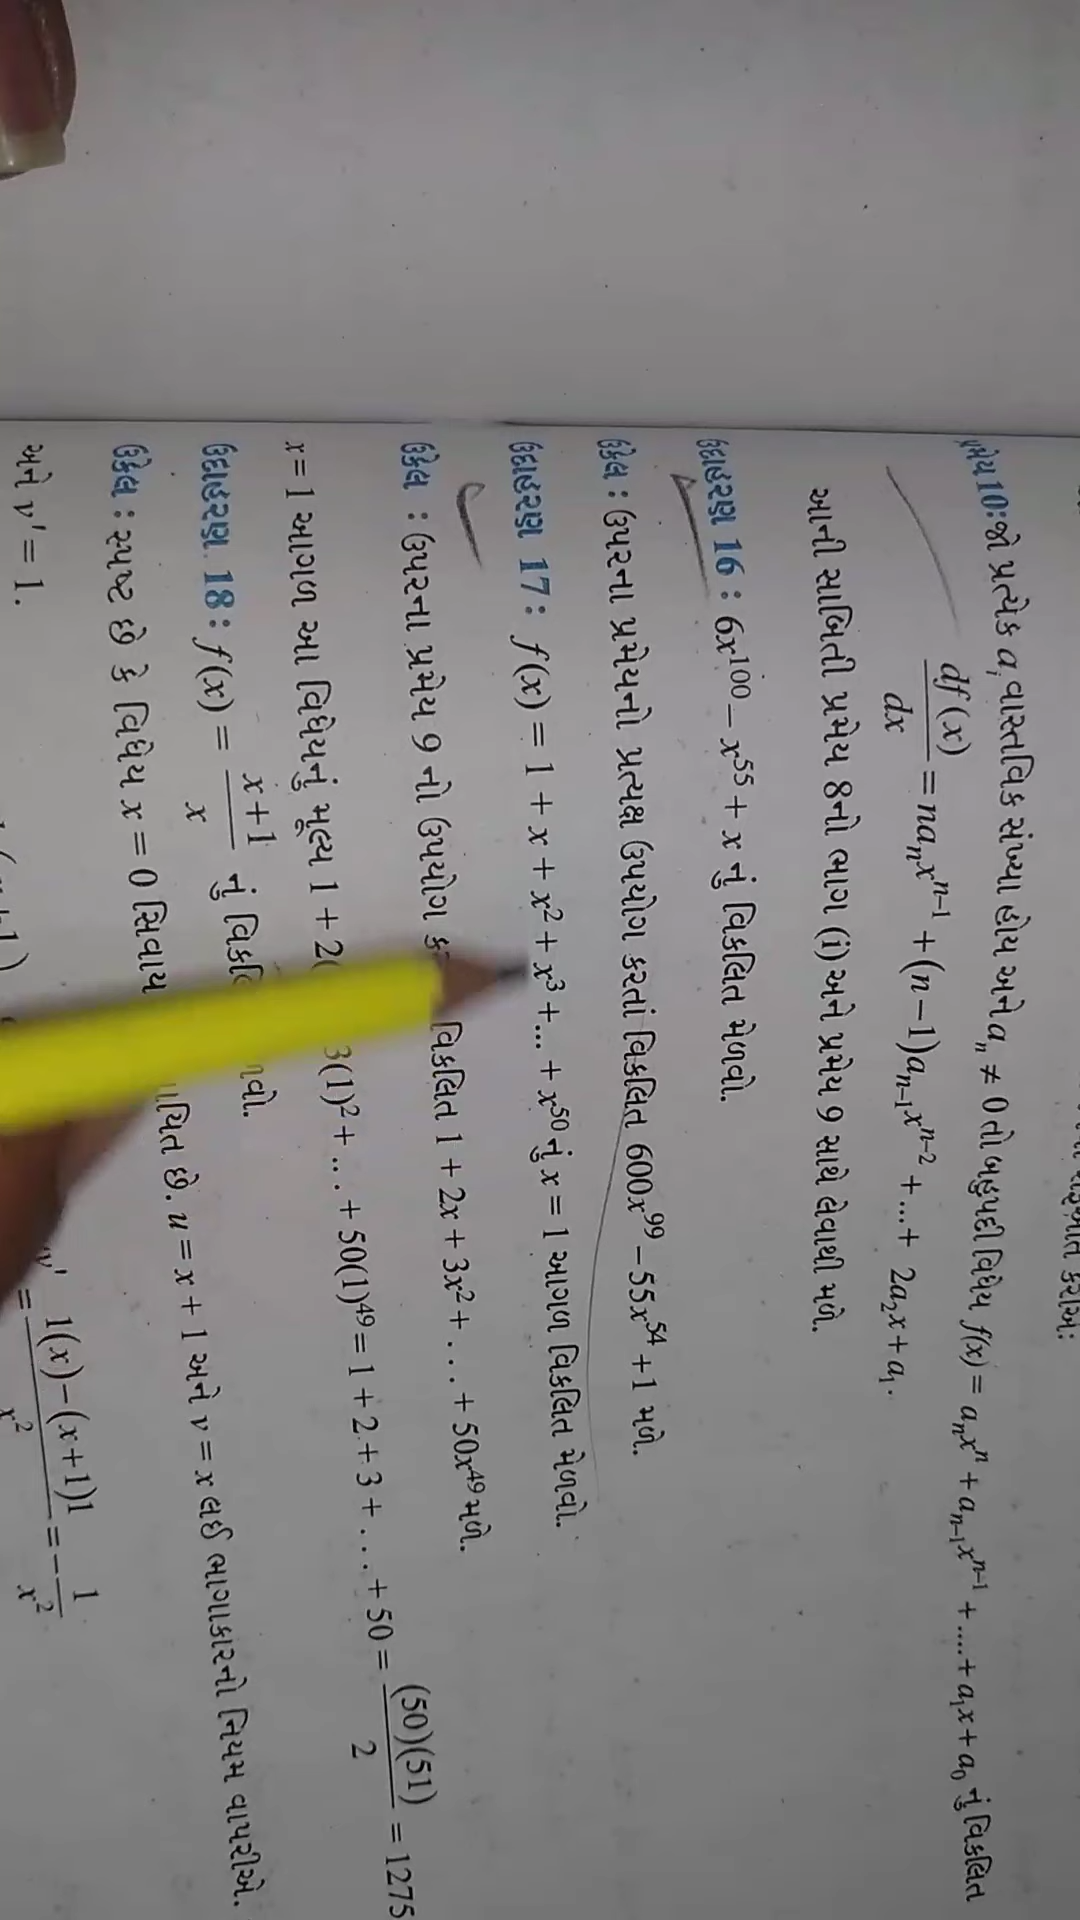 પ્રમેય 10: જો પ્રત્યેક aᵢ વાસ્તવિક સંખ્યા હોય અને aₙ ≠ 0 તો બહુપદી વિધેય f(x) = aₙxⁿ + aₙ₋₁xⁿ⁻¹ + .... + a₁x + a₀ નું વિકલિત
df(x)/dx = naₙxⁿ⁻¹ + (n−1)aₙ₋₁xⁿ⁻² + ... + 2a₂x + a₁.
આની સાબિતી પ્રમેય 8નો ભાગ (i) અને પ્રમેય 9 સાથે લેવાથી મળે.
ઉદાહરણ 16 : 6x¹⁰⁰ − x⁵⁵ + x નું વિકલિત મેળવો.
ઉકેલ : ઉપરના પ્રમેયનો પ્રત્યક્ષ ઉપયોગ કરતાં વિકલિત 600x⁹⁹ − 55x⁵⁴ + 1 મળે.
ઉદાહરણ 17 : f(x) = 1 + x + x² + x³ + ... + x⁵⁰ નું x = 1 આગળ વિકલિત મેળવો.
ઉકેલ : ઉપરના પ્રમેય 9 નો ઉપયોગ વિકલિત 1 + 2x + 3x² + . . . + 50x⁴⁹ મળે.
x = 1 આગળ આ વિધેયનું મૂલ્ય 1 + 2( 3(1)² + . . . + 50(1)⁴⁹ = 1 + 2 + 3 + . . . + 50 = (50)(51)/2 = 1275
ઉદાહરણ 18 : f(x) = (x+1)/x નું
ઉકેલ : સ્પષ્ટ છે કે વિધેય x = 0 સિવાય છે. u = x + 1 અને v = x લઈ ભાગાકારનો નિયમ વાપરીએ.
અને v' = 1.
= (1(x)−(x+1)1)/x² = −1/x²